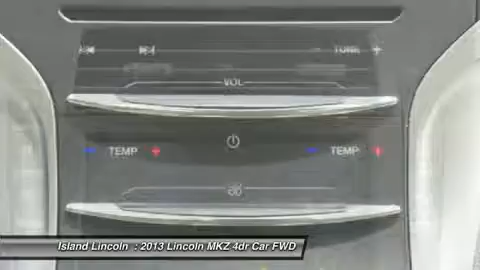 TUNE +
VOL
- TEMP + - TEMP +
Island Lincoln : 2013 Lincoln MKZ 4dr Car FWD